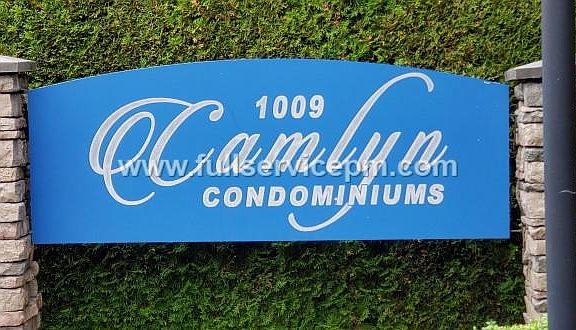 1009
Camlyn
www.fullservicepm.com
CONDOMINIUMS